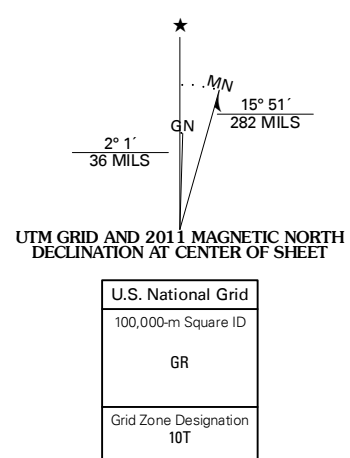 ★
MN
15° 51´
282 MILS
GN
2° 1´
36 MILS
UTM GRID AND 2011 MAGNETIC NORTH
DECLINATION AT CENTER OF SHEET
U.S. National Grid
100,000-m Square ID
GR
Grid Zone Designation
10T